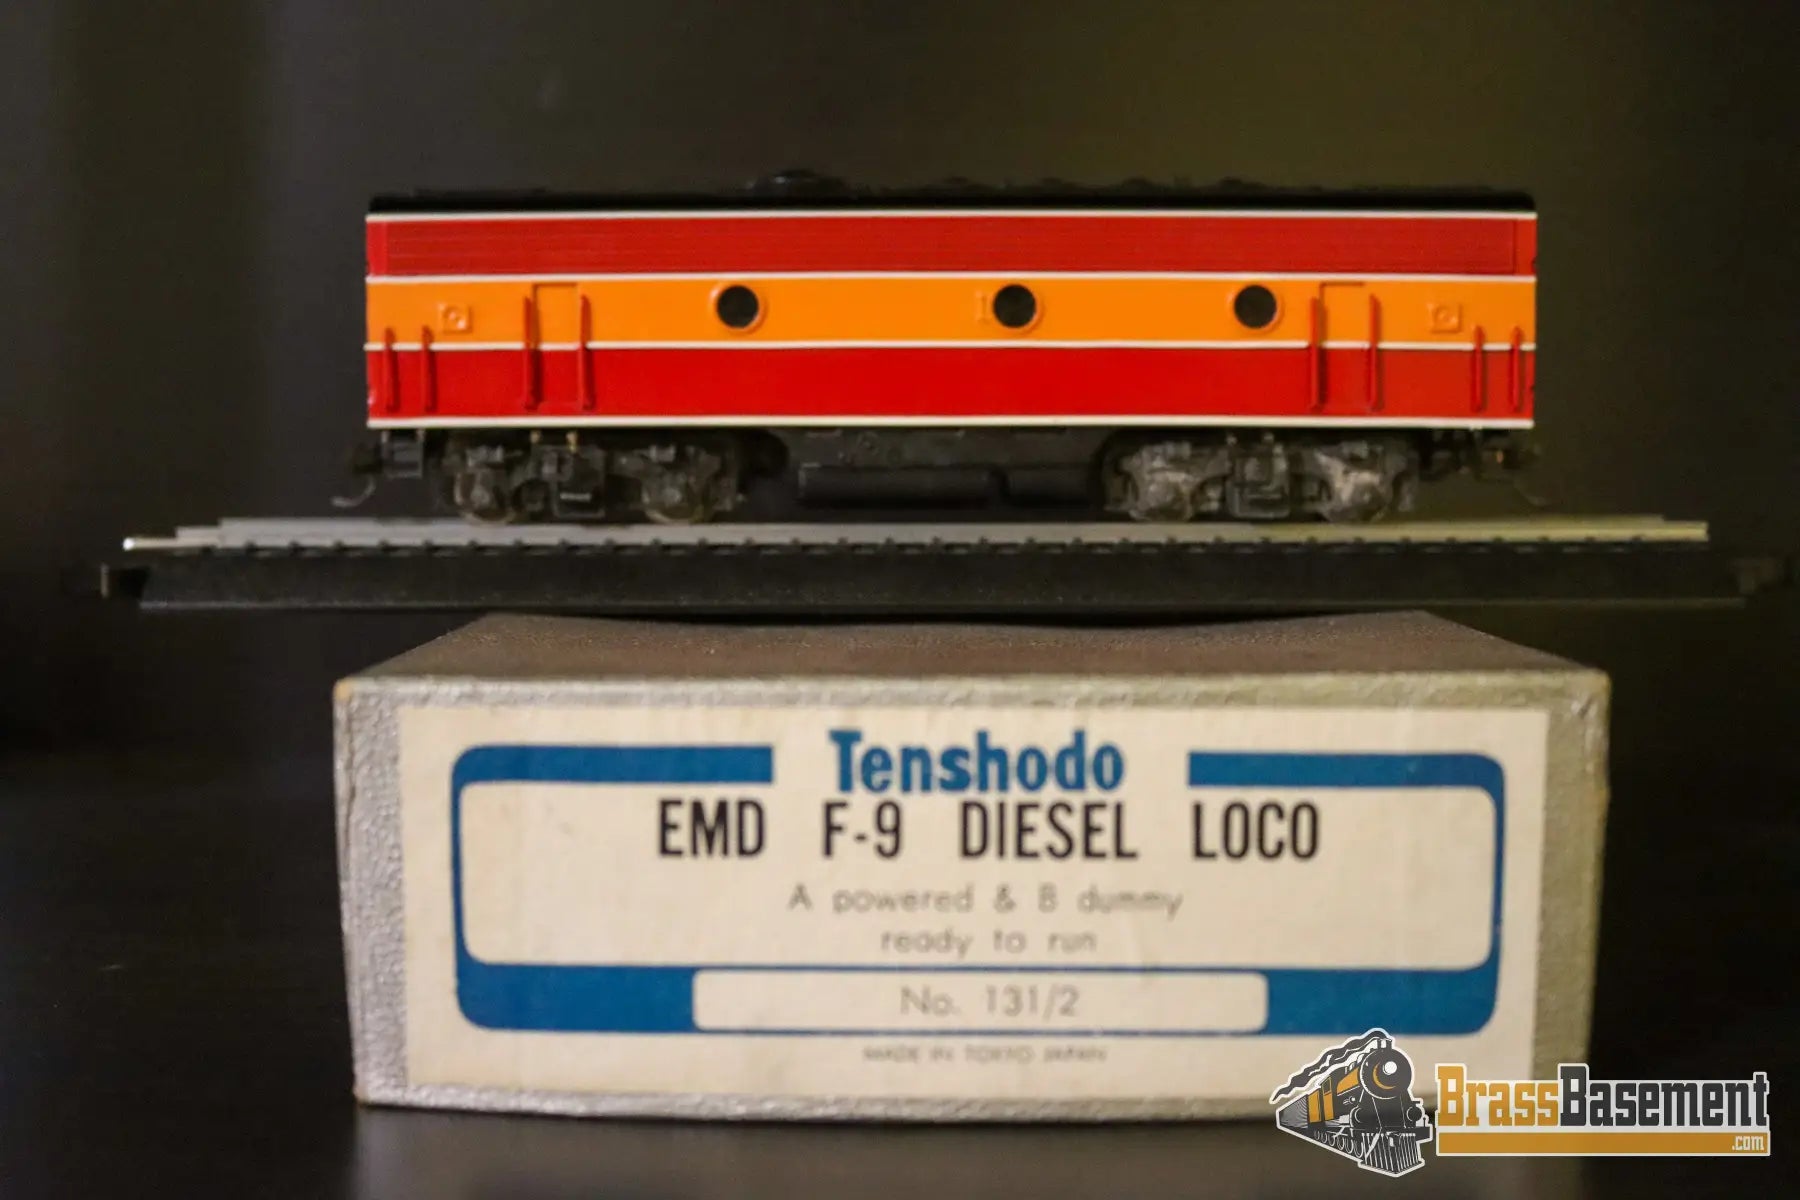 Tenshodo
EMD F-9 DIESEL LOCO
A powered & B dummy
ready to run
No. 131/2
MADE IN TOKYO JAPAN
BrassBasement
.com